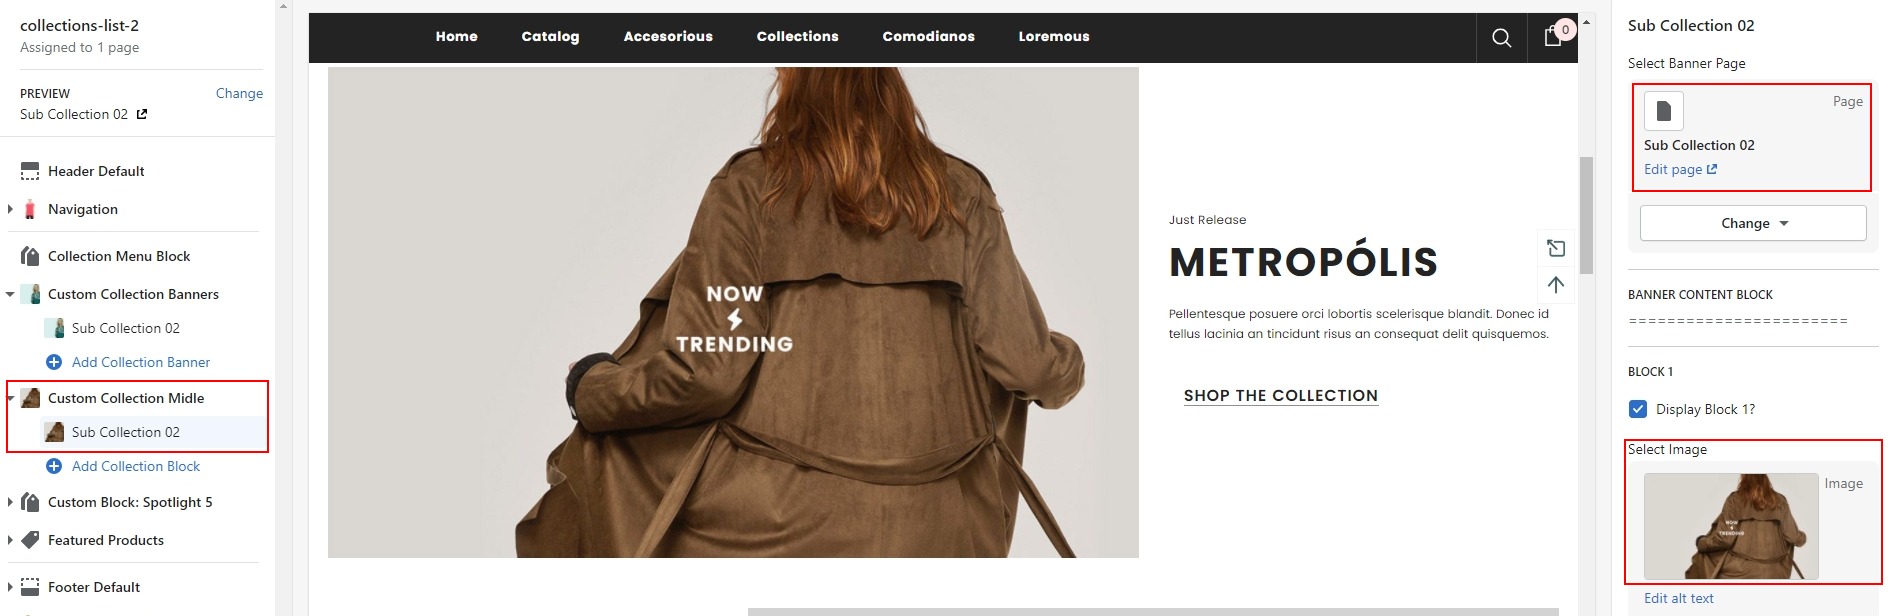 collections-list-2
Assigned to 1 page
PREVIEW
Change
Sub Collection 02
Header Default
Navigation
Collection Menu Block
Custom Collection Banners
Sub Collection 02
Add Collection Banner
Custom Collection Midle
Sub Collection 02
Add Collection Block
Custom Block: Spotlight 5
Featured Products
Footer Default
Home Catalog Accesorious Collections Comodianos Loremous
0
NOW
TRENDING
Just Release
METROPÓLIS
Pellentesque posuere orci lobortis scelerisque blandit. Donec id
tellus lacinia an tincidunt risus an consequat delit quisquemos.
SHOP THE COLLECTION
Sub Collection 02
Select Banner Page
Page
Sub Collection 02
Edit page
Change
BANNER CONTENT BLOCK
=======================
BLOCK 1
Display Block 1?
Select Image
Image
NOW
TRENDING
Edit alt text